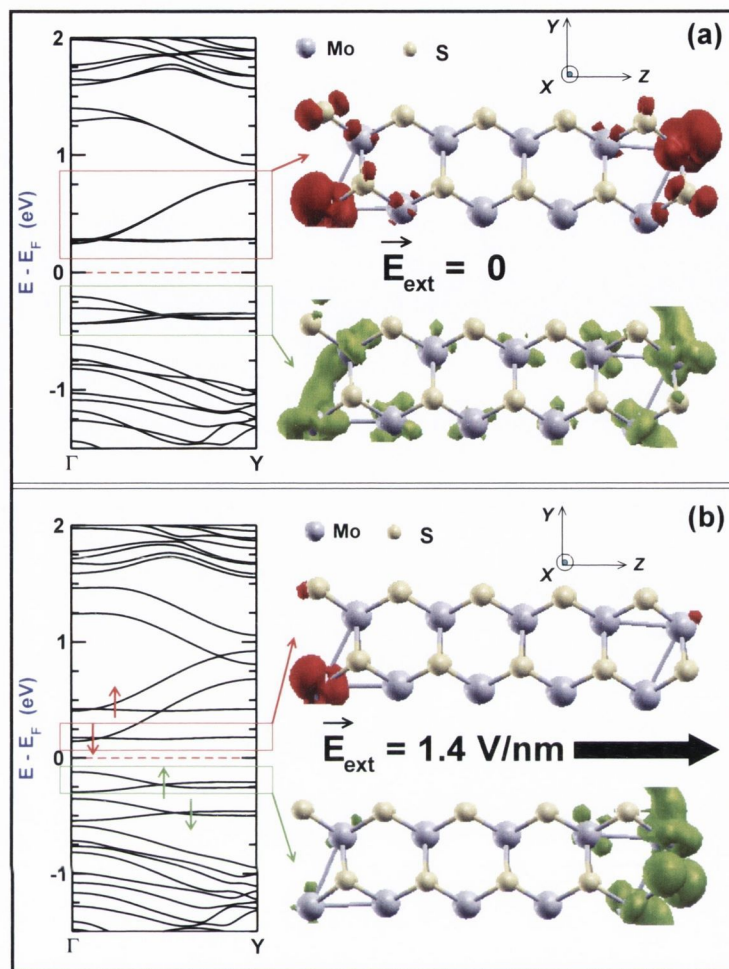 (a)
2
1
0
-1
E - E_F (eV)
Γ Y
Mo S
Y
X Z
E_ext = 0
(b)
2
1
0
-1
E - E_F (eV)
Γ Y
Mo S
Y
X Z
E_ext = 1.4 V/nm